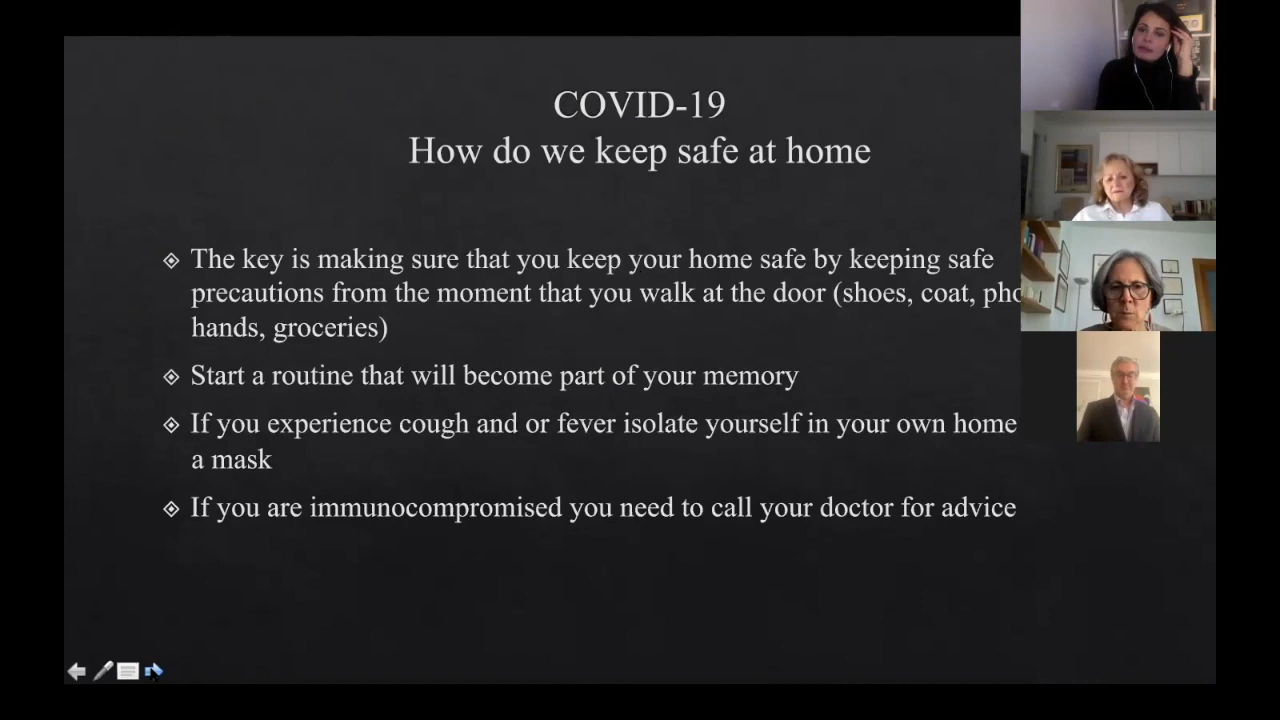 COVID-19
How do we keep safe at home
The key is making sure that you keep your home safe by keeping safe
precautions from the moment that you walk at the door (shoes, coat,
hands, groceries)
Start a routine that will become part of your memory
If you experience cough and or fever isolate yourself in your own home
a mask
If you are immunocompromised you need to call your doctor for advice